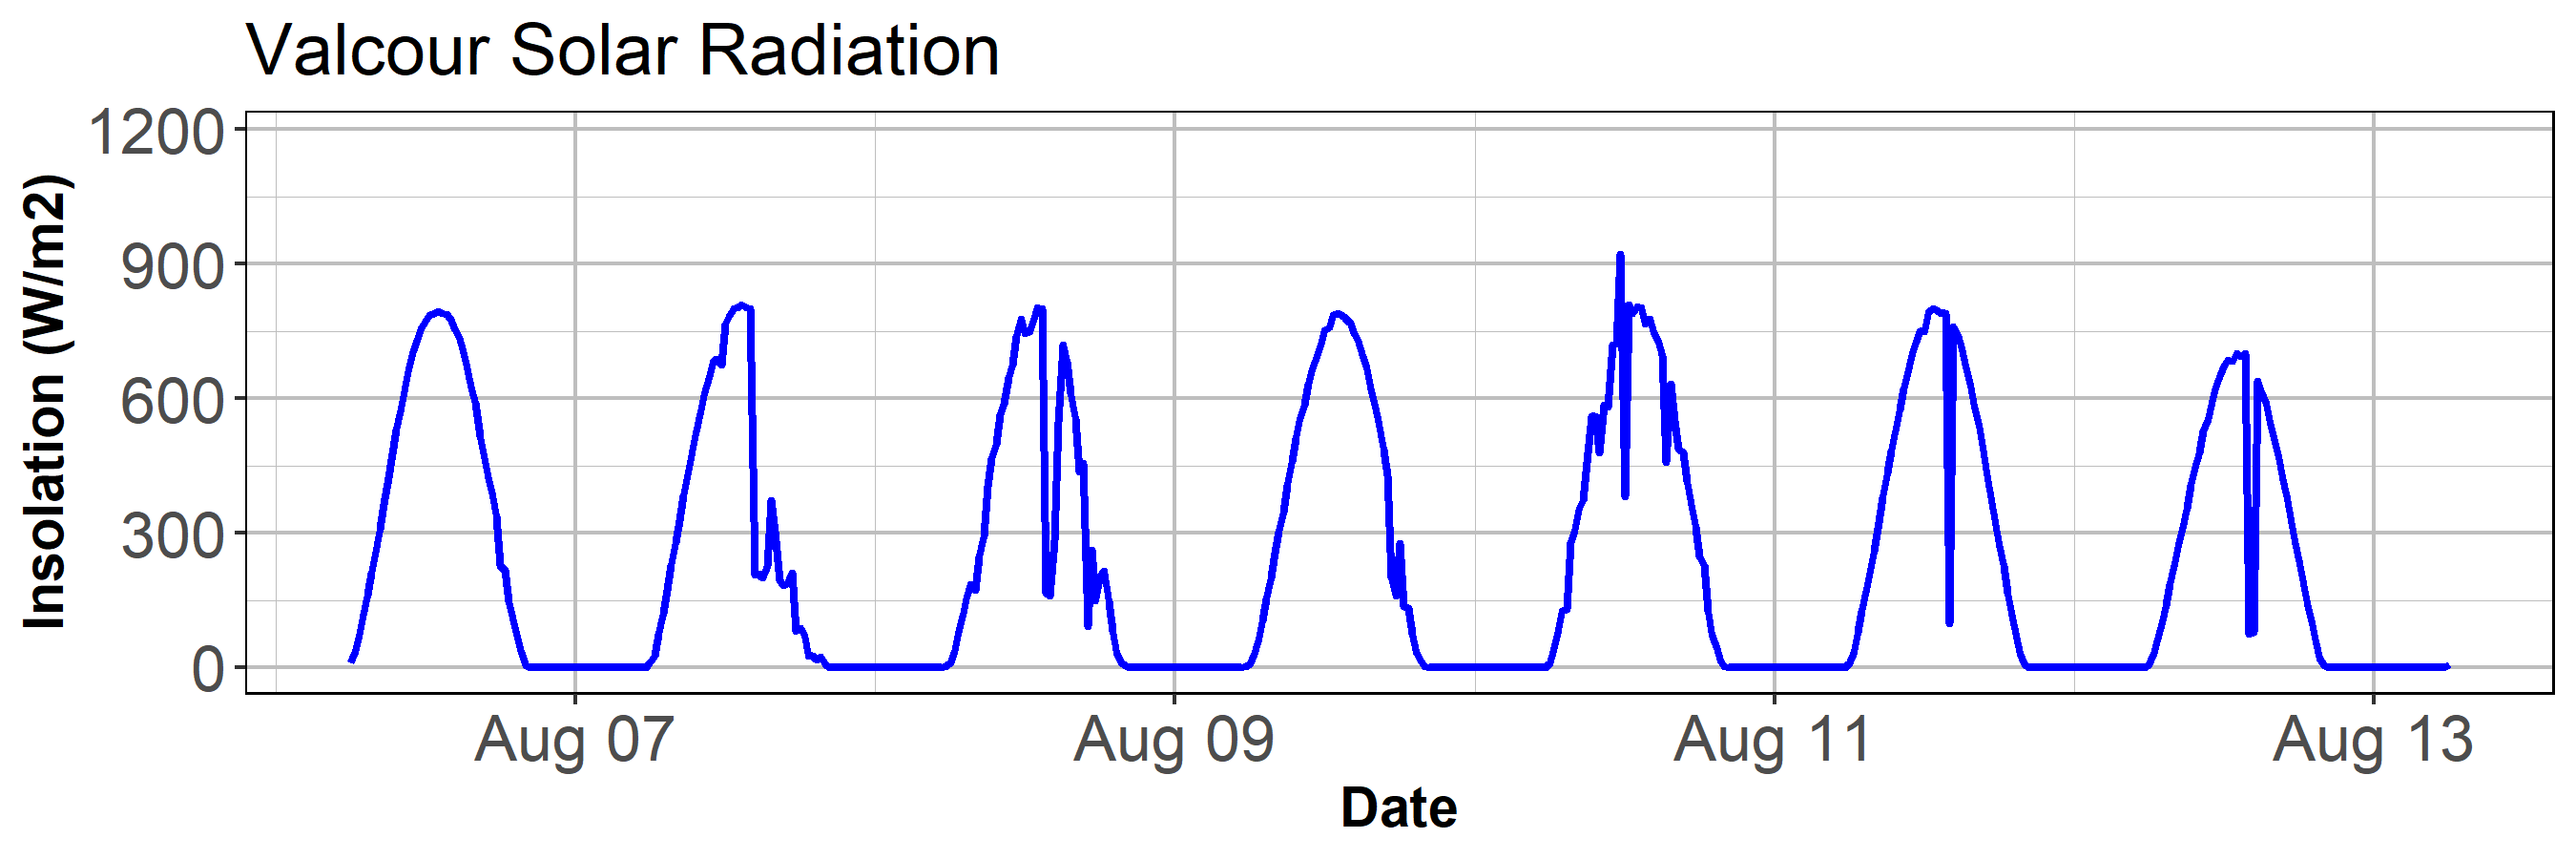 Valcour Solar Radiation
1200
900
600
300
0
Insolation (W/m2)
Aug 07
Aug 09
Aug 11
Aug 13
Date